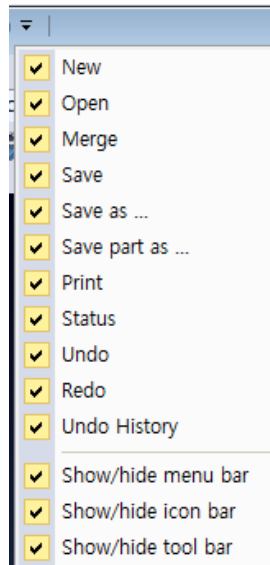 New
Open
Merge
Save
Save as ...
Save part as ...
Print
Status
Undo
Redo
Undo History
Show/hide menu bar
Show/hide icon bar
Show/hide tool bar